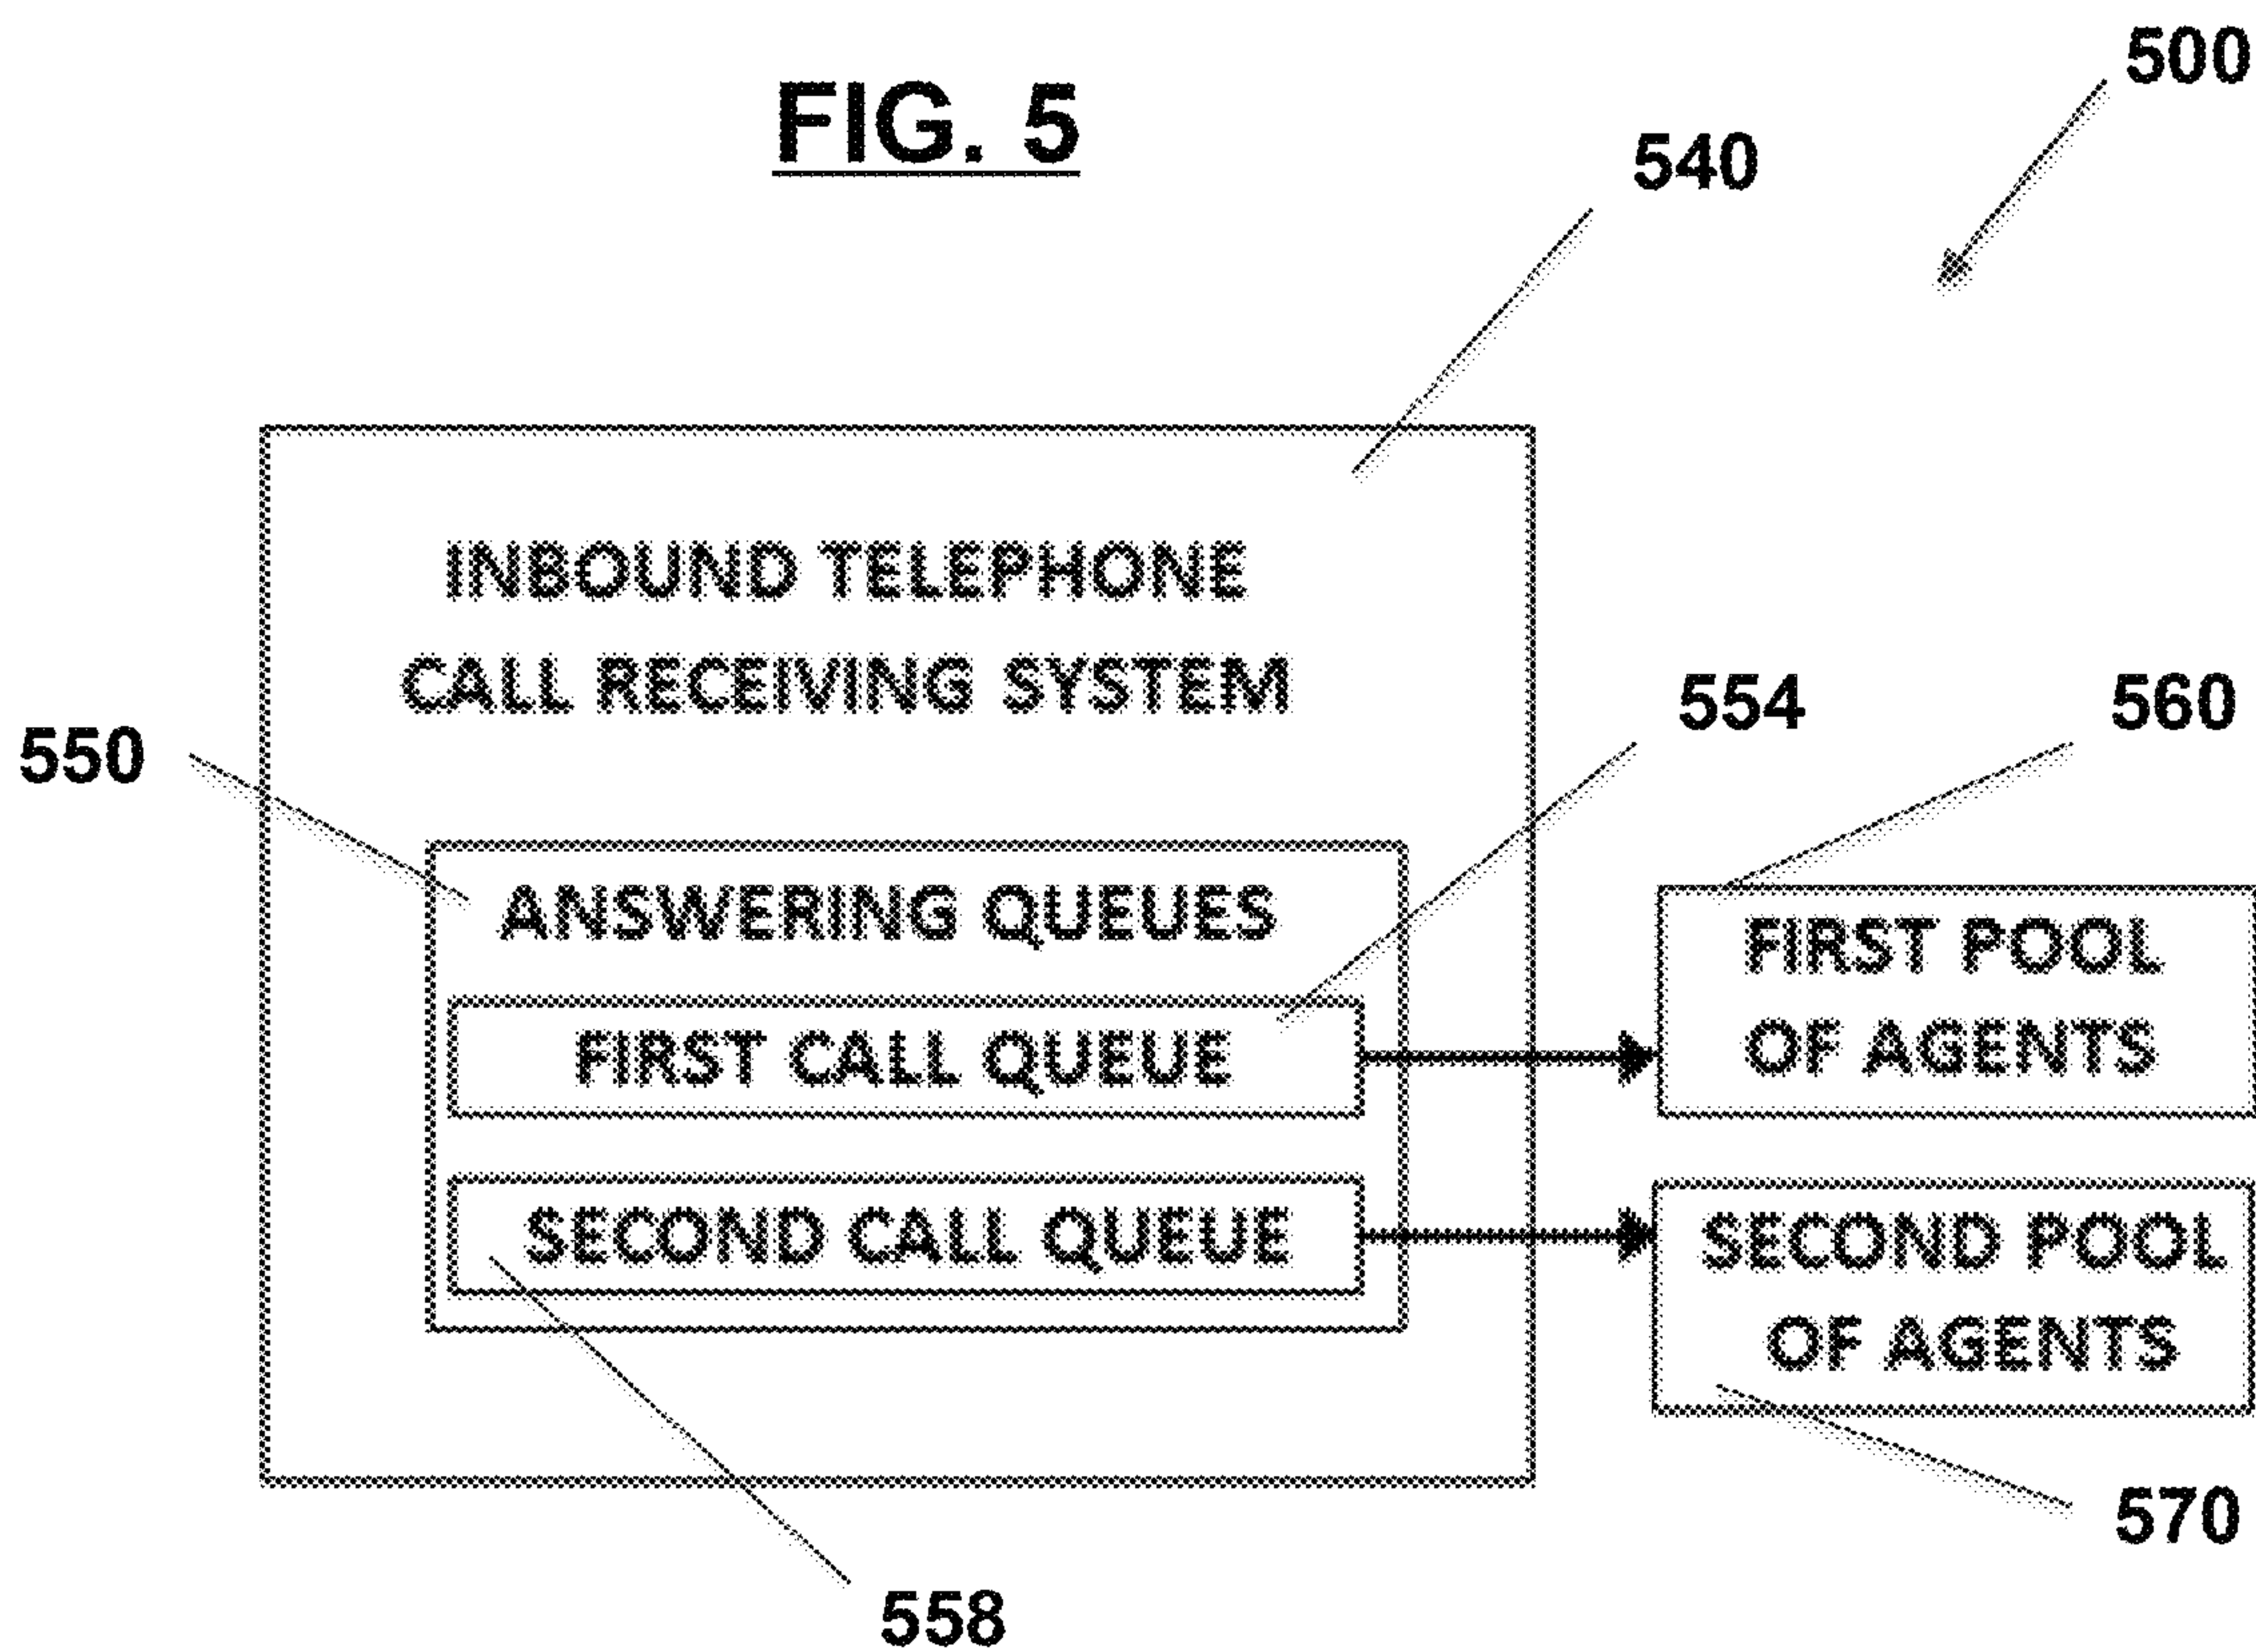 500
FIG. 5
540
INBOUND TELEPHONE
CALL RECEIVING SYSTEM
554
560
550
ANSWERING QUEUES
FIRST POOL
OF AGENTS
FIRST CALL QUEUE
SECOND CALL QUEUE
SECOND POOL
OF AGENTS
570
558